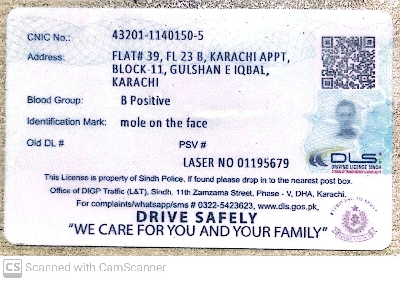 CNIC No.: 43201-1140150-5
Address: FLAT# 39, FL 23 B, KARACHI APPT,
BLOCK-11, GULSHAN E IQBAL,
KARACHI
Blood Group: B Positive
Identification Mark: mole on the face
Old DL # PSV #
LASER NO 01195679
DLS
DRIVING LICENSE SINDH
This License is property of Sindh Police. If found please drop in to the nearest post box.
Office of DIGP Traffic (L&T), Sindh, 11th Zamzama Street, Phase - V, DHA, Karachi.
For complaints/whatsapp/sms # 0322-5423623, www.dls.gos.pk,
DRIVE SAFELY
"WE CARE FOR YOU AND YOUR FAMILY"
CS Scanned with CamScanner